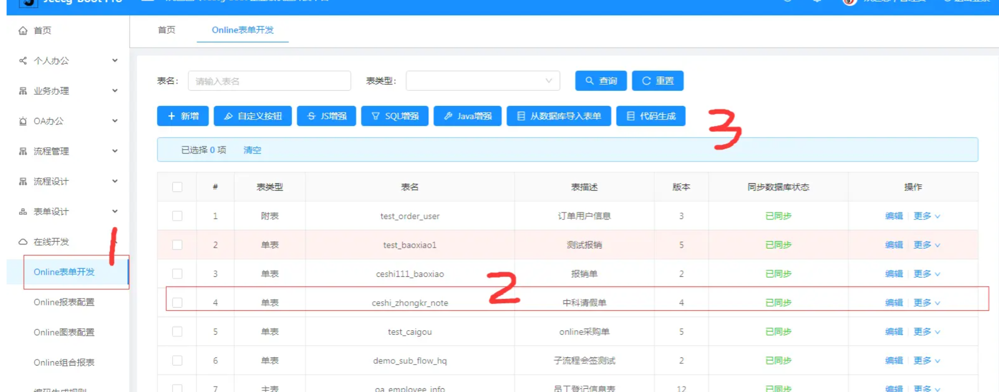 Jeecg-Boot Pro
首页
个人办公
业务办理
OA办公
流程管理
流程设计
表单设计
在线开发
1
Online表单开发
Online报表配置
Online图表配置
Online组合报表
编码生成规则
首页 Online表单开发
表名: 请输入表名 表类型: 查询 重置
新增 自定义按钮 JS增强 SQL增强 Java增强 从数据库导入表单 代码生成
3
已选择 0 项 清空
# 表类型 表名 表描述 版本 同步数据库状态 操作
1 附表 test_order_user 订单用户信息 3 已同步 编辑 更多
2 单表 test_baoxiao1 测试报销 5 已同步 编辑 更多
3 单表 ceshi111_baoxiao 报销单 2 已同步 编辑 更多
2
4 单表 ceshi_zhongkr_note 中科请假单 4 已同步 编辑 更多
5 单表 test_caigou online采购单 5 已同步 编辑 更多
6 单表 demo_sub_flow_hq 子流程会签测试 2 已同步 编辑 更多
7 主表 oa_employee_info 员工登记信息表 12 已同步 编辑 更多